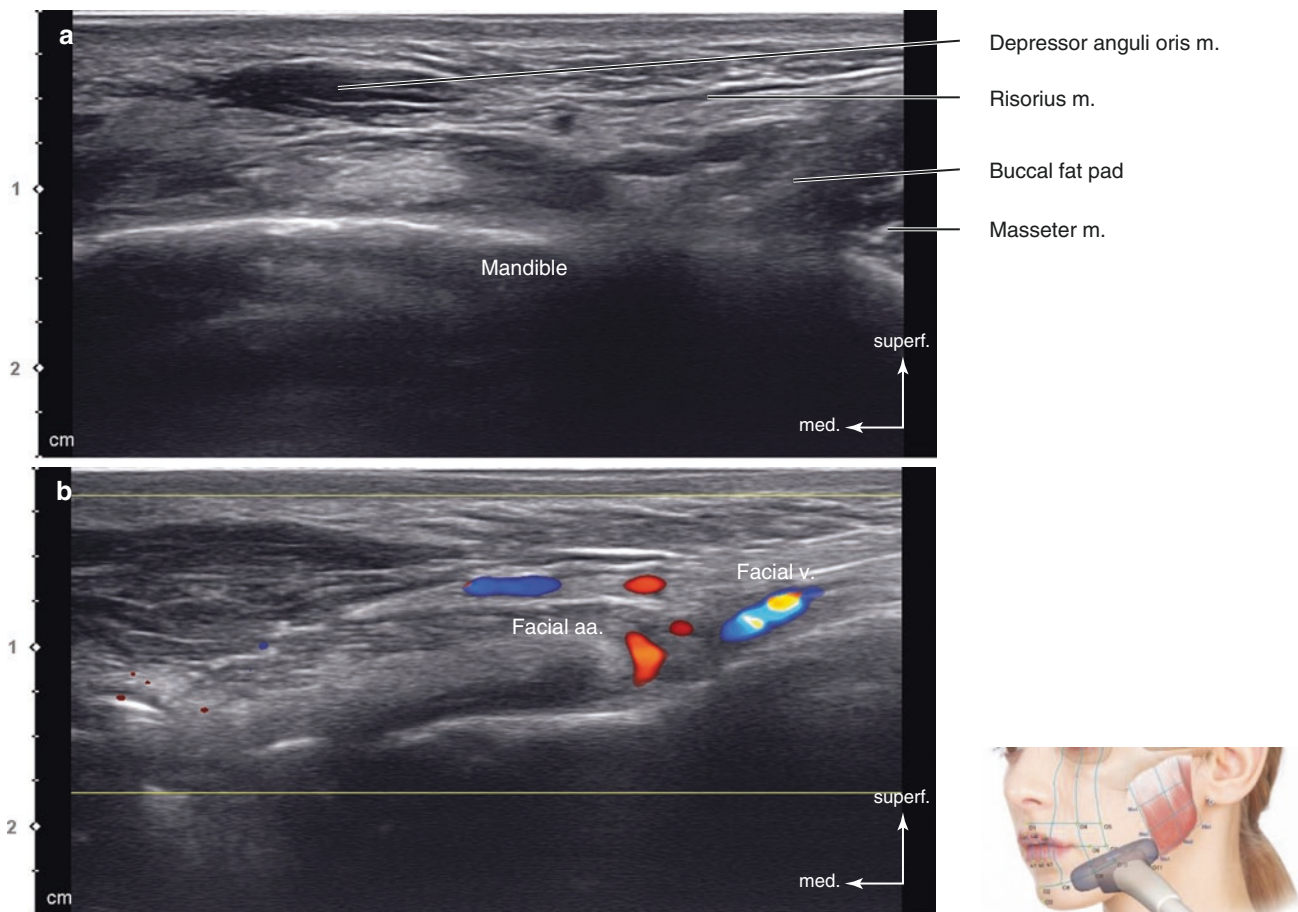 a
Depressor anguli oris m.
Risorius m.
Buccal fat pad
Masseter m.
1
Mandible
superf.
2
med.
cm
b
Facial v.
Facial aa.
1
superf.
2
med.
cm